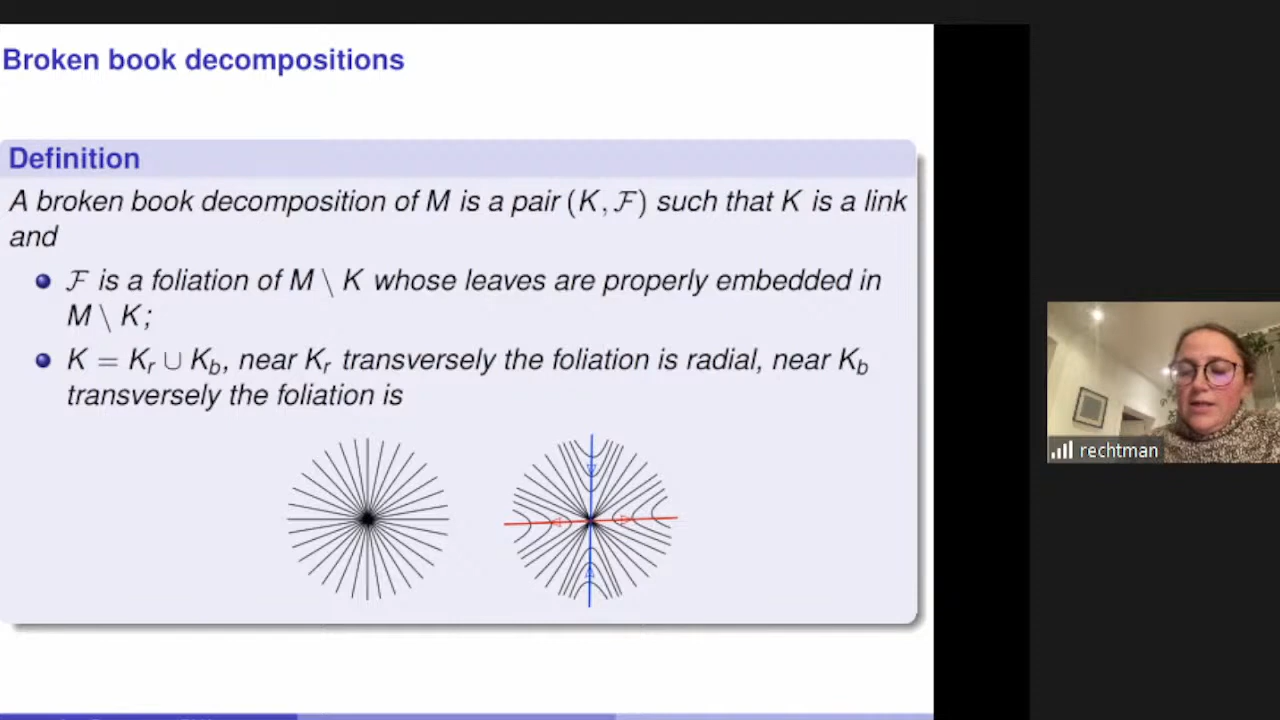 Broken book decompositions
Definition
A broken book decomposition of M is a pair (K, ℱ) such that K is a link
and
ℱ is a foliation of M \ K whose leaves are properly embedded in
M \ K;
K = Kᵣ ∪ K_b, near Kᵣ transversely the foliation is radial, near K_b
transversely the foliation is
rechtman